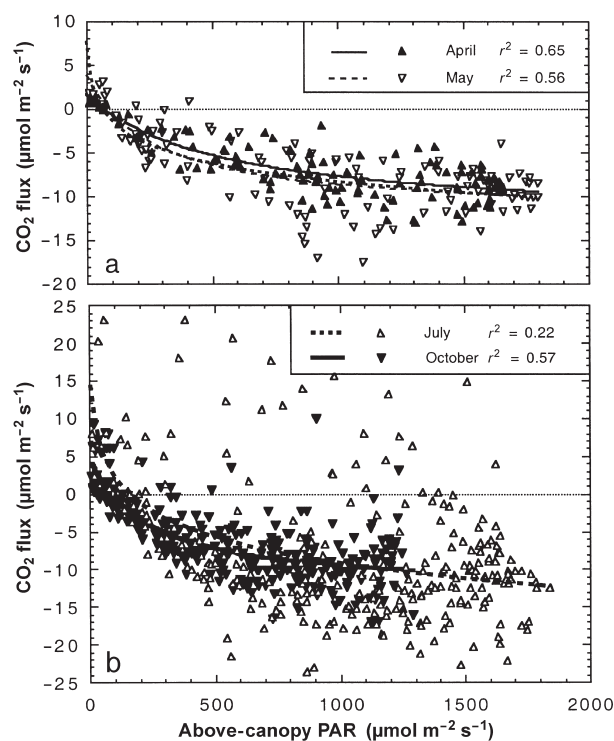 10
5
0
-5
-10
-15
-20
CO2 flux (µmol m−2 s−1)
April r2 = 0.65
May r2 = 0.56
a
25
20
15
10
5
0
-5
-10
-15
-20
-25
CO2 flux (µmol m−2 s−1)
July r2 = 0.22
October r2 = 0.57
b
0 500 1000 1500 2000
Above-canopy PAR (µmol m−2 s−1)